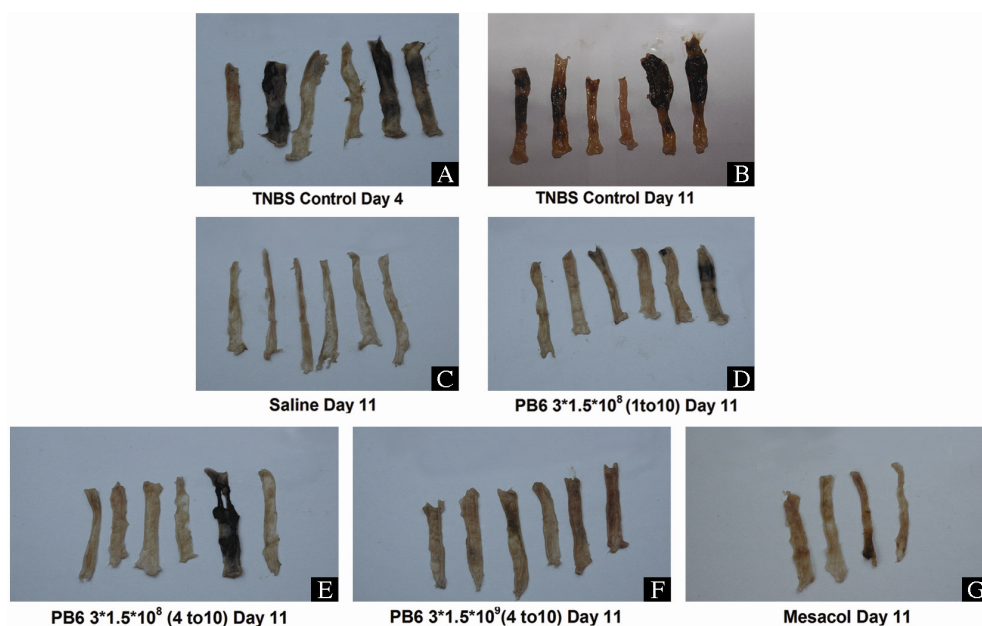 A
B
TNBS Control Day 4
TNBS Control Day 11
C
D
Saline Day 11
PB6 3*1.5*10⁸ (1to10) Day 11
E
F
G
PB6 3*1.5*10⁸ (4 to10) Day 11
PB6 3*1.5*10⁹(4 to10) Day 11
Mesacol Day 11